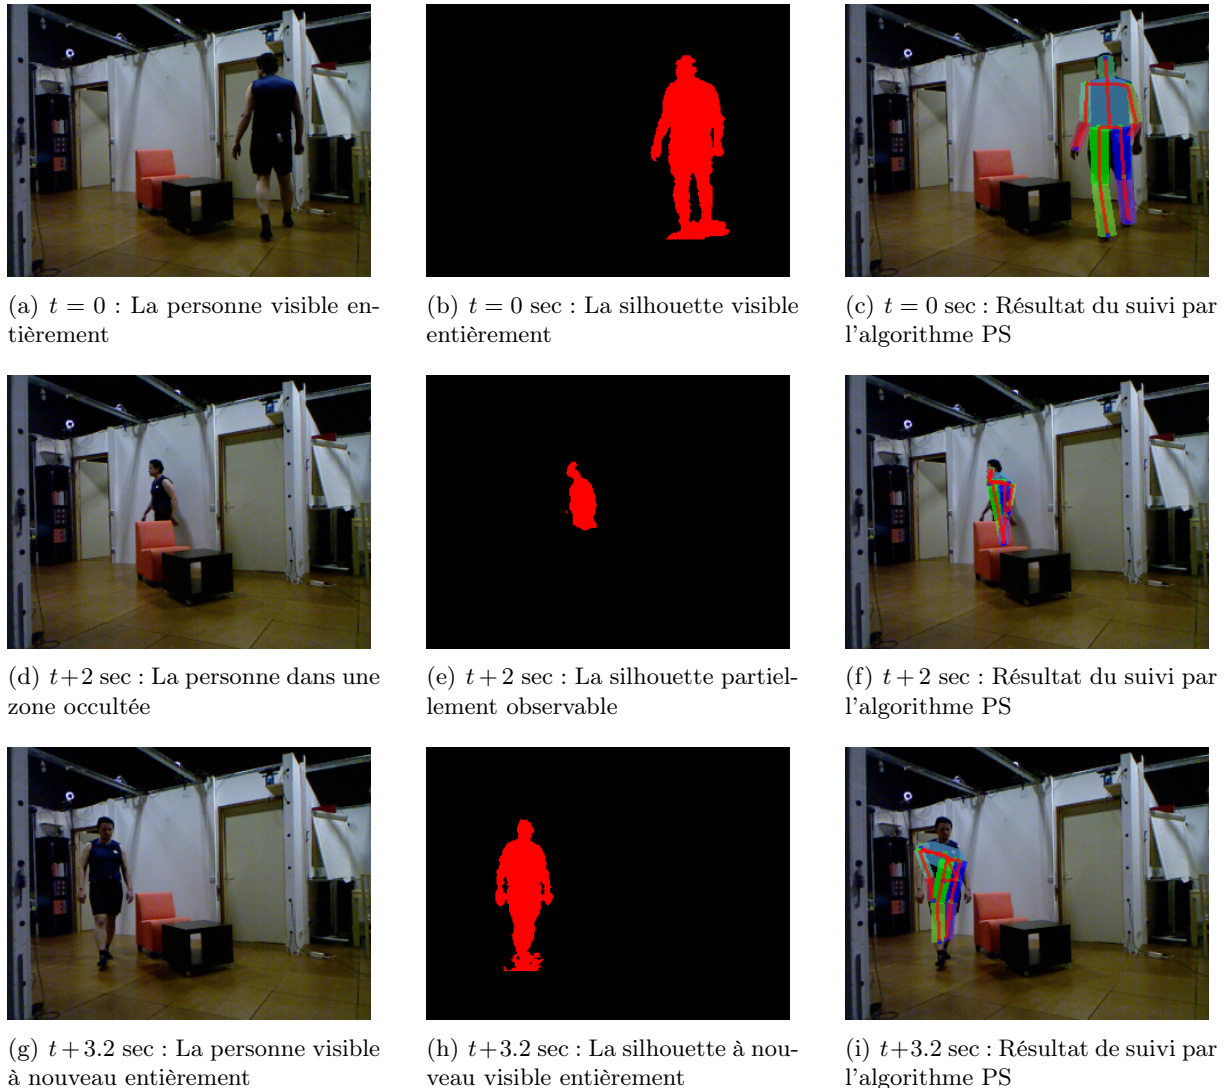 (a) t = 0 : La personne visible en-
tièrement
(b) t = 0 sec : La silhouette visible
entièrement
(c) t = 0 sec : Résultat du suivi par
l'algorithme PS
(d) t+2 sec : La personne dans une
zone occultée
(e) t + 2 sec : La silhouette partiel-
lement observable
(f) t + 2 sec : Résultat du suivi par
l'algorithme PS
(g) t+3.2 sec : La personne visible
à nouveau entièrement
(h) t+3.2 sec : La silhouette à nou-
veau visible entièrement
(i) t+3.2 sec : Résultat de suivi par
l'algorithme PS